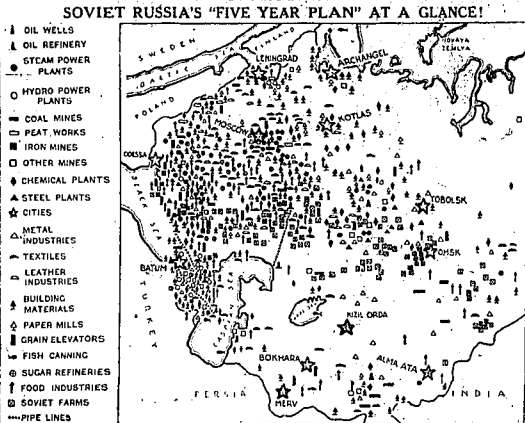 SOVIET RUSSIA'S "FIVE YEAR PLAN" AT A GLANCE!
OIL WELLS
OIL REFINERY
STEAM POWER
PLANTS
HYDRO POWER
PLANTS
COAL MINES
PEAT WORKS
IRON MINES
OTHER MINES
CHEMICAL PLANTS
STEEL PLANTS
CITIES
METAL
INDUSTRIES
TEXTILES
LEATHER
INDUSTRIES
BUILDING
MATERIALS
PAPER MILLS
GRAIN ELEVATORS
FISH CANNING
SUGAR REFINERIES
FOOD INDUSTRIES
SOVIET FARMS
PIPE LINES
SWEDEN
FINLAND
BALTIC
LENINGRAD
ARCHANGEL
NOVAYA
ZEMLYA
POLAND
MOSCOW
KOTLAS
ODESSA
BLACK SEA
TOBOLSK
OMSK
BATUM
TURKEY
KIZIL ORDA
BOKHARA
ALMA ATA
PERSIA
MERV
INDIA